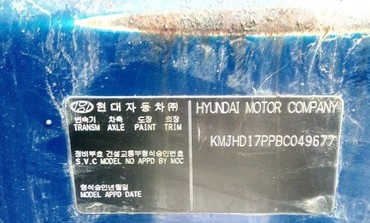 현대자동차㈜
HYUNDAI MOTOR COMPANY
변속기 차축 도장 의장
TRANSM AXLE PAINT TRIM
KMJHD17PPBC049677
정비부호 건설교통부형식승인번호
S.V.C MODEL NO APPD BY MOC
형식승인년월일
MODEL APPD DATE